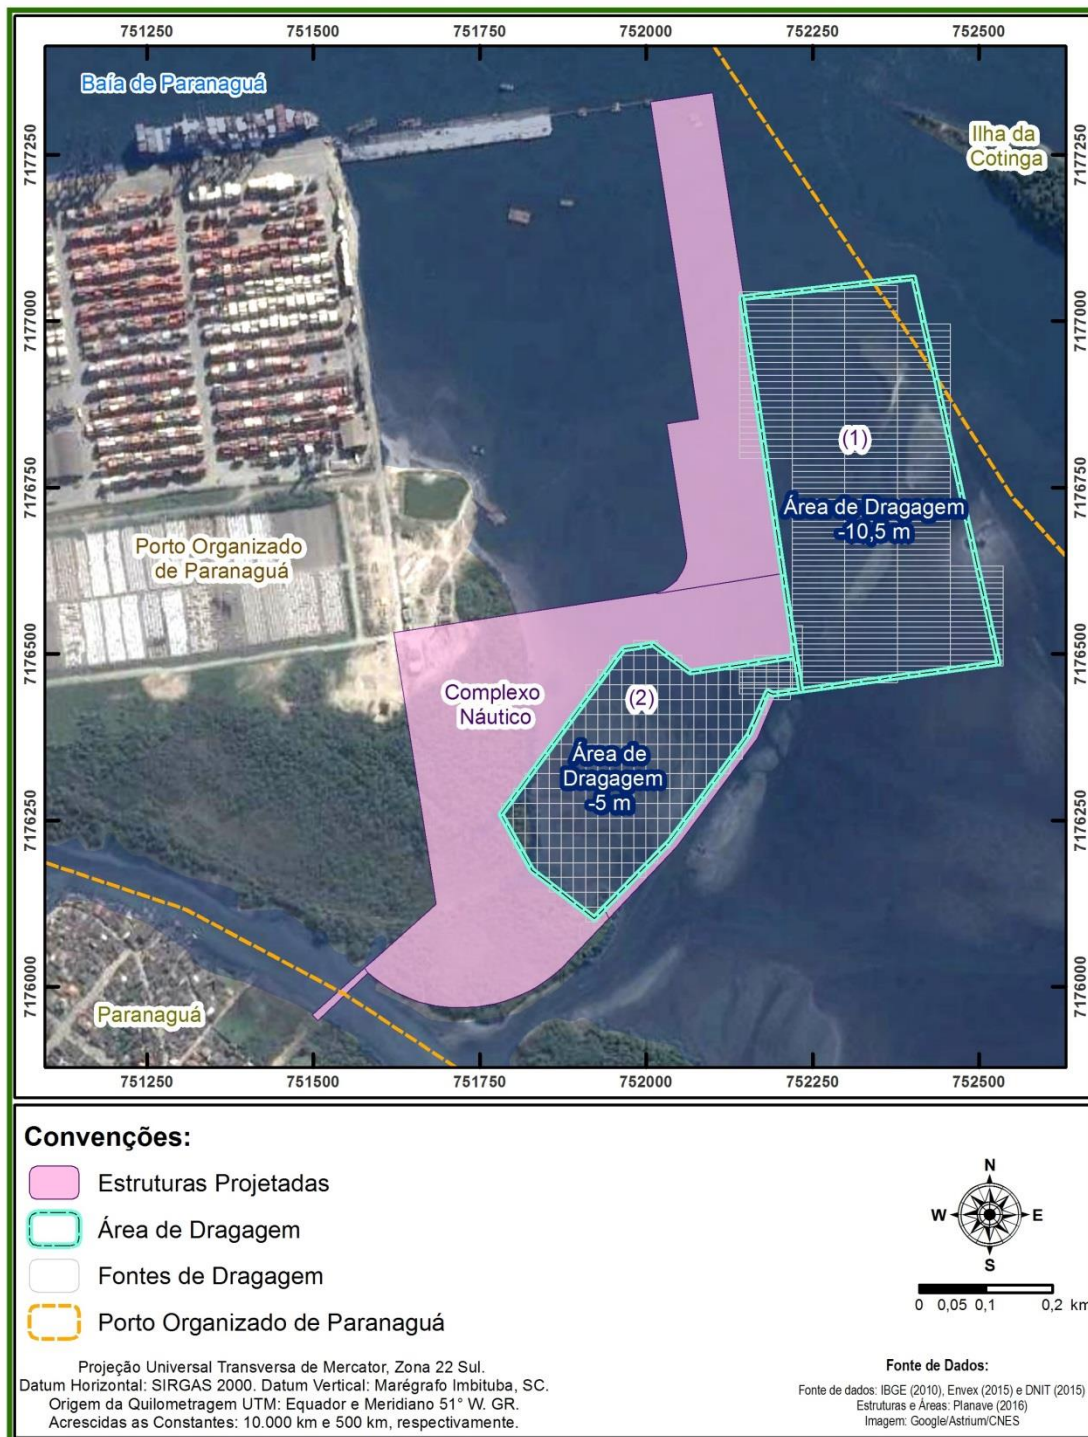 751250 751500 751750 752000 752250 752500
Baía de Paranaguá
Ilha da
Cotinga
7177250
7177250
7177000
7177000
(1)
7176750
7176750
Área de Dragagem
-10,5 m
Porto Organizado
de Paranaguá
7176500
7176500
Complexo
Náutico
(2)
Área de
Dragagem
-5 m
7176250
7176250
7176000
7176000
Paranaguá
751250 751500 751750 752000 752250 752500
Convenções:
Estruturas Projetadas
Área de Dragagem
Fontes de Dragagem
Porto Organizado de Paranaguá
N
W E
S
0 0,05 0,1 0,2 km
Projeção Universal Transversa de Mercator, Zona 22 Sul.
Datum Horizontal: SIRGAS 2000. Datum Vertical: Marégrafo Imbituba, SC.
Origem da Quilometragem UTM: Equador e Meridiano 51° W. GR.
Acrescidas as Constantes: 10.000 km e 500 km, respectivamente.
Fonte de Dados:
Fonte de dados: IBGE (2010), Envex (2015) e DNIT (2015)
Estruturas e Áreas: Planave (2016)
Imagem: Google/Astrium/CNES